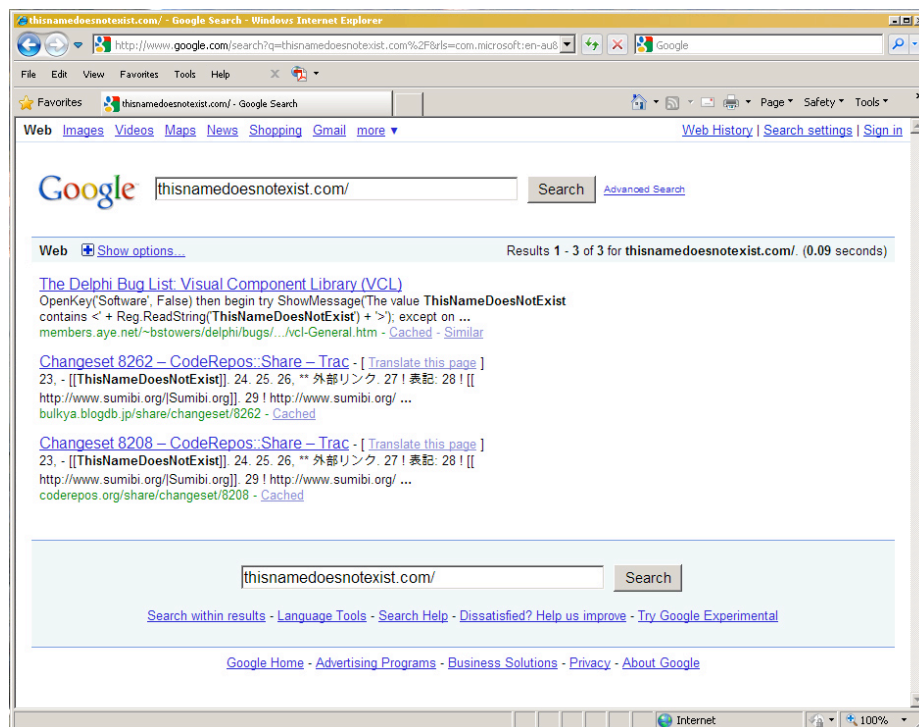 thisnamedoesnotexist.com/ - Google Search - Windows Internet Explorer
http://www.google.com/search?q=thisnamedoesnotexist.com%2F&rls=com.microsoft:en-au& Google
File Edit View Favorites Tools Help
Favorites thisnamedoesnotexist.com/ - Google Search Page Safety Tools
Web Images Videos Maps News Shopping Gmail more ▼ Web History | Search settings | Sign in
Google thisnamedoesnotexist.com/ Search Advanced Search
Web Show options... Results 1 - 3 of 3 for thisnamedoesnotexist.com/. (0.09 seconds)
The Delphi Bug List: Visual Component Library (VCL)
OpenKey('Software', False) then begin try ShowMessage('The value ThisNameDoesNotExist
contains <' + Reg.ReadString('ThisNameDoesNotExist') + '>'); except on ...
members.aye.net/~bstowers/delphi/bugs/.../vcl-General.htm - Cached - Similar
Changeset 8262 – CodeRepos::Share – Trac - [ Translate this page ]
23, - [[ThisNameDoesNotExist]]. 24. 25. 26, ** 外部リンク. 27 ! 表記: 28 ! [[
http://www.sumibi.org/|Sumibi.org]]. 29 ! http://www.sumibi.org/ ...
bulkya.blogdb.jp/share/changeset/8262 - Cached
Changeset 8208 – CodeRepos::Share – Trac - [ Translate this page ]
23, - [[ThisNameDoesNotExist]]. 24. 25. 26, ** 外部リンク. 27 ! 表記: 28 ! [[
http://www.sumibi.org/|Sumibi.org]]. 29 ! http://www.sumibi.org/ ...
coderepos.org/share/changeset/8208 - Cached
thisnamedoesnotexist.com/ Search
Search within results - Language Tools - Search Help - Dissatisfied? Help us improve - Try Google Experimental
Google Home - Advertising Programs - Business Solutions - Privacy - About Google
Internet 100%